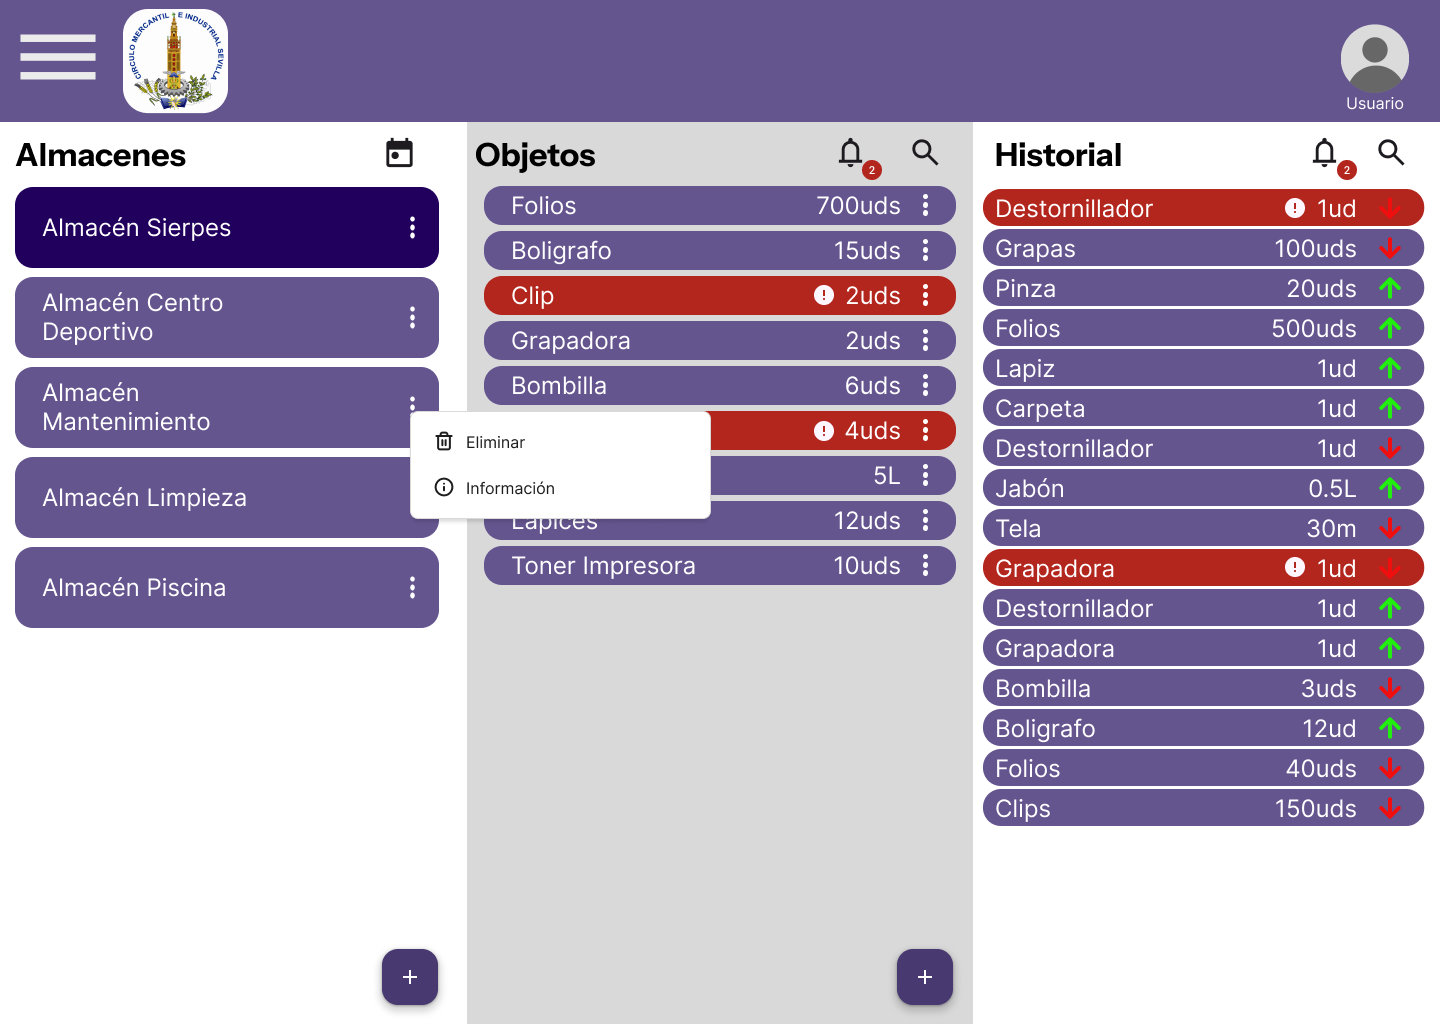 CIRCULO MERCANTIL E INDUSTRIAL SEVILLA
Usuario
Almacenes
Almacén Sierpes
Almacén Centro
Deportivo
Almacén
Mantenimiento
Almacén Limpieza
Almacén Piscina
+
Eliminar
Información
Objetos
2
Folios 700uds
Boligrafo 15uds
Clip ! 2uds
Grapadora 2uds
Bombilla 6uds
! 4uds
5L
Lapices 12uds
Toner Impresora 10uds
+
Historial
2
Destornillador ! 1ud
Grapas 100uds
Pinza 20uds
Folios 500uds
Lapiz 1ud
Carpeta 1ud
Destornillador 1ud
Jabón 0.5L
Tela 30m
Grapadora ! 1ud
Destornillador 1ud
Grapadora 1ud
Bombilla 3uds
Boligrafo 12ud
Folios 40uds
Clips 150uds